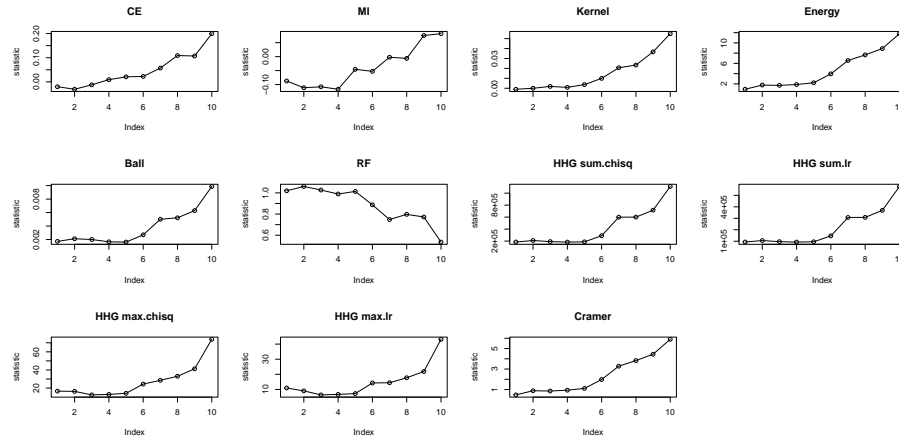 CE
statistic
0.00 0.10 0.20
2 4 6 8 10
Index
MI
statistic
−0.10 0.00
2 4 6 8 10
Index
Kernel
statistic
0.00 0.03
2 4 6 8 10
Index
Energy
statistic
2 6 10
2 4 6 8 10
Index
Ball
statistic
0.002 0.008
2 4 6 8 10
Index
RF
statistic
0.6 0.8 1.0
2 4 6 8 10
Index
HHG sum.chisq
statistic
2e+05 8e+05
2 4 6 8 10
Index
HHG sum.lr
statistic
1e+05 4e+05
2 4 6 8 10
Index
HHG max.chisq
statistic
20 40 60
2 4 6 8 10
Index
HHG max.lr
statistic
10 30
2 4 6 8 10
Index
Cramer
statistic
1 3 5
2 4 6 8 10
Index